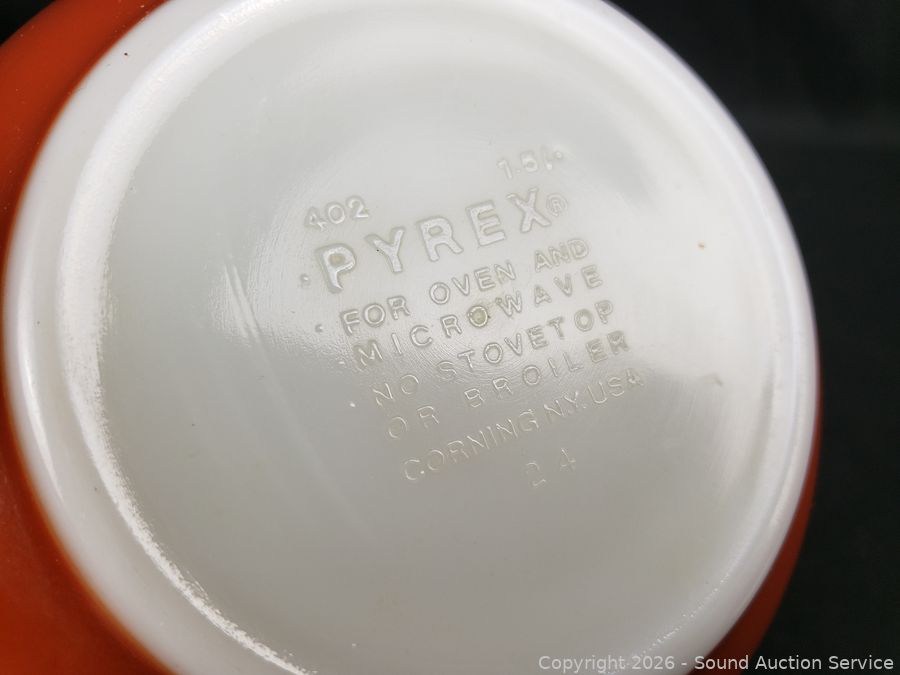 402 1.5L
PYREX®
FOR OVEN AND
MICROWAVE
NO STOVETOP
OR BROILER
CORNING N.Y. USA
24
Copyright © 2026 - Sound Auction Service